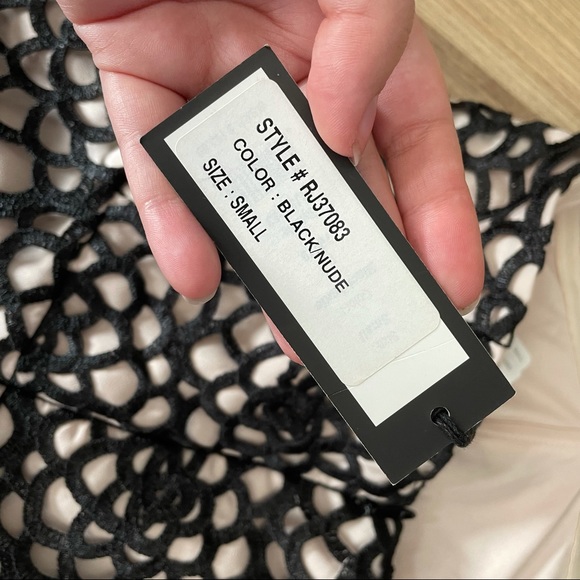 STYLE # RJ37083
COLOR : BLACK/NUDE
SIZE : SMALL